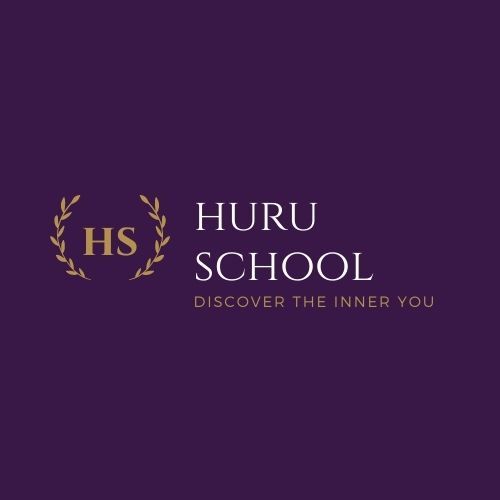 HS
HURU
SCHOOL
DISCOVER THE INNER YOU